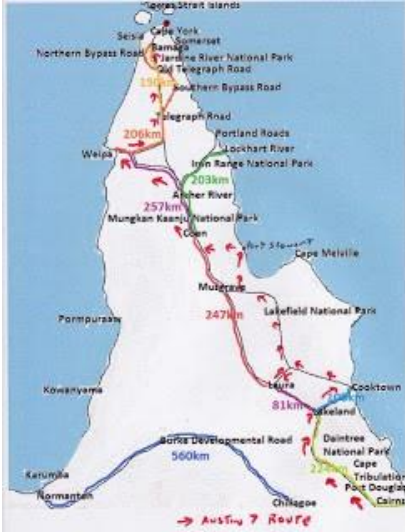 Torres Strait Islands
Cape York
Seisia
Somerset
Bamaga
Northern Bypass Road
Jardine River National Park
Old Telegraph Road
190km
Southern Bypass Road
Telegraph Road
206km
Portland Roads
Lockhart River
Weipa
Iron Range National Park
203km
Archer River
257km
Mungkan Kaanju National Park
Coen
Port Stewart
Cape Melville
Musgrave
Lakefield National Park
247km
Pormpuraaw
Laura
Cooktown
Kowanyama
81km
Lakeland
Burke Developmental Road
Daintree
National Park
560km
Cape
Tribulation
Karumba
Port Douglas
Normanton
Chillagoe
Cairns
→ AUSTIN 7 ROUTE